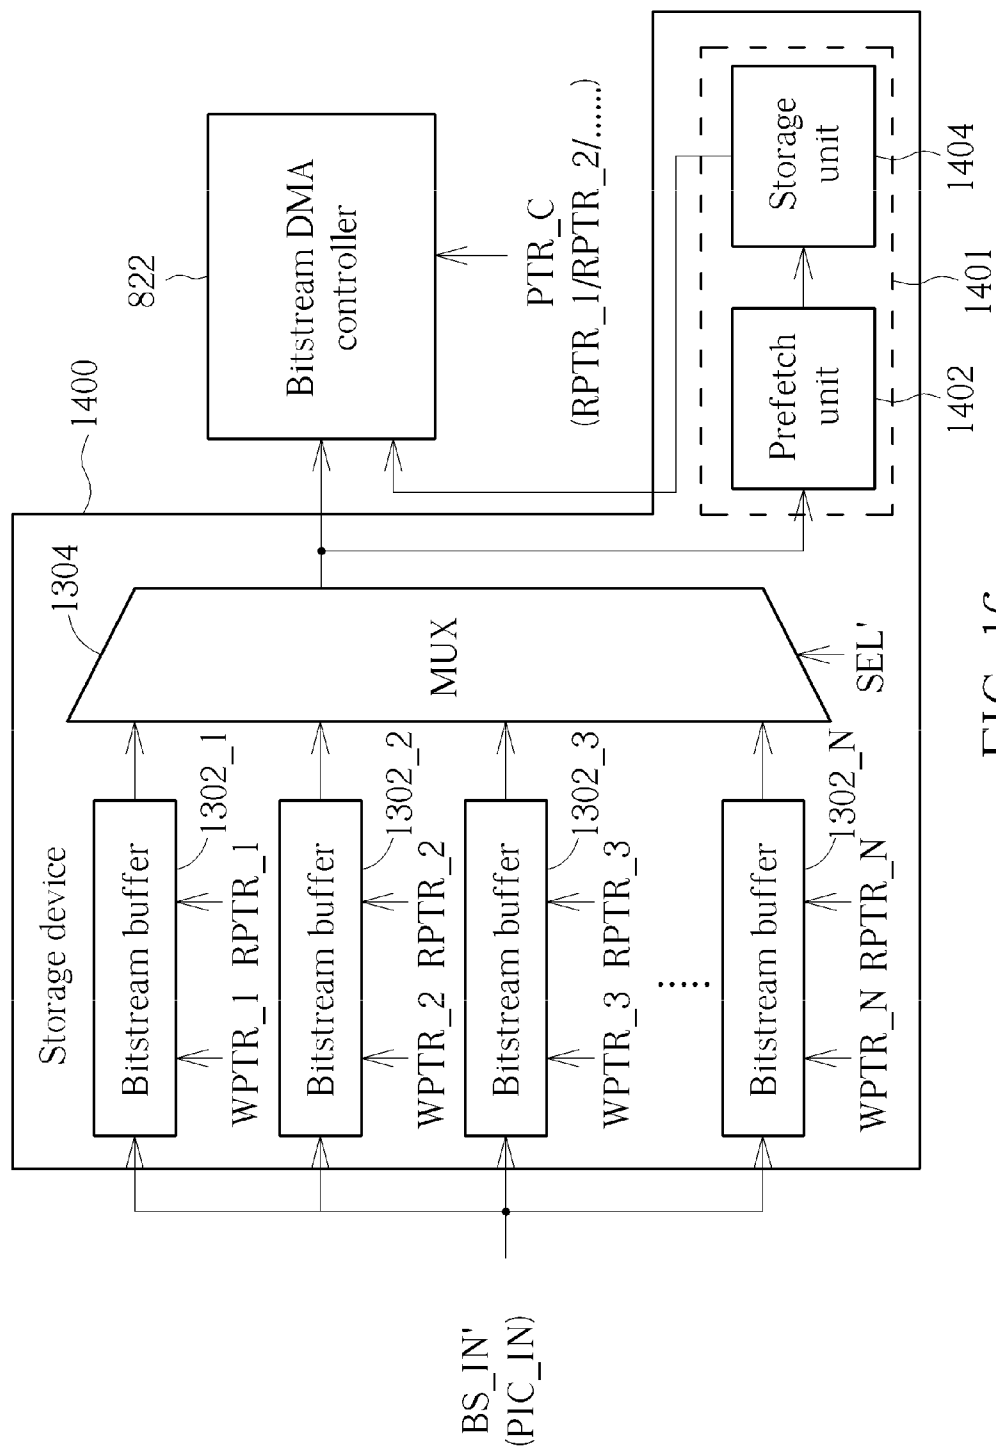 1400
Storage device
1304
822
Bitstream DMA
controller
Bitstream buffer
1302_1
WPTR_1
RPTR_1
Bitstream buffer
1302_2
WPTR_2
RPTR_2
Bitstream buffer
1302_3
WPTR_3
RPTR_3
......
Bitstream buffer
1302_N
WPTR_N
RPTR_N
BS_IN'
(PIC_IN)
MUX
SEL'
PTR_C
(RPTR_1/RPTR_2/......)
Prefetch
unit
1402
Storage
unit
1404
1401
FIG. 16